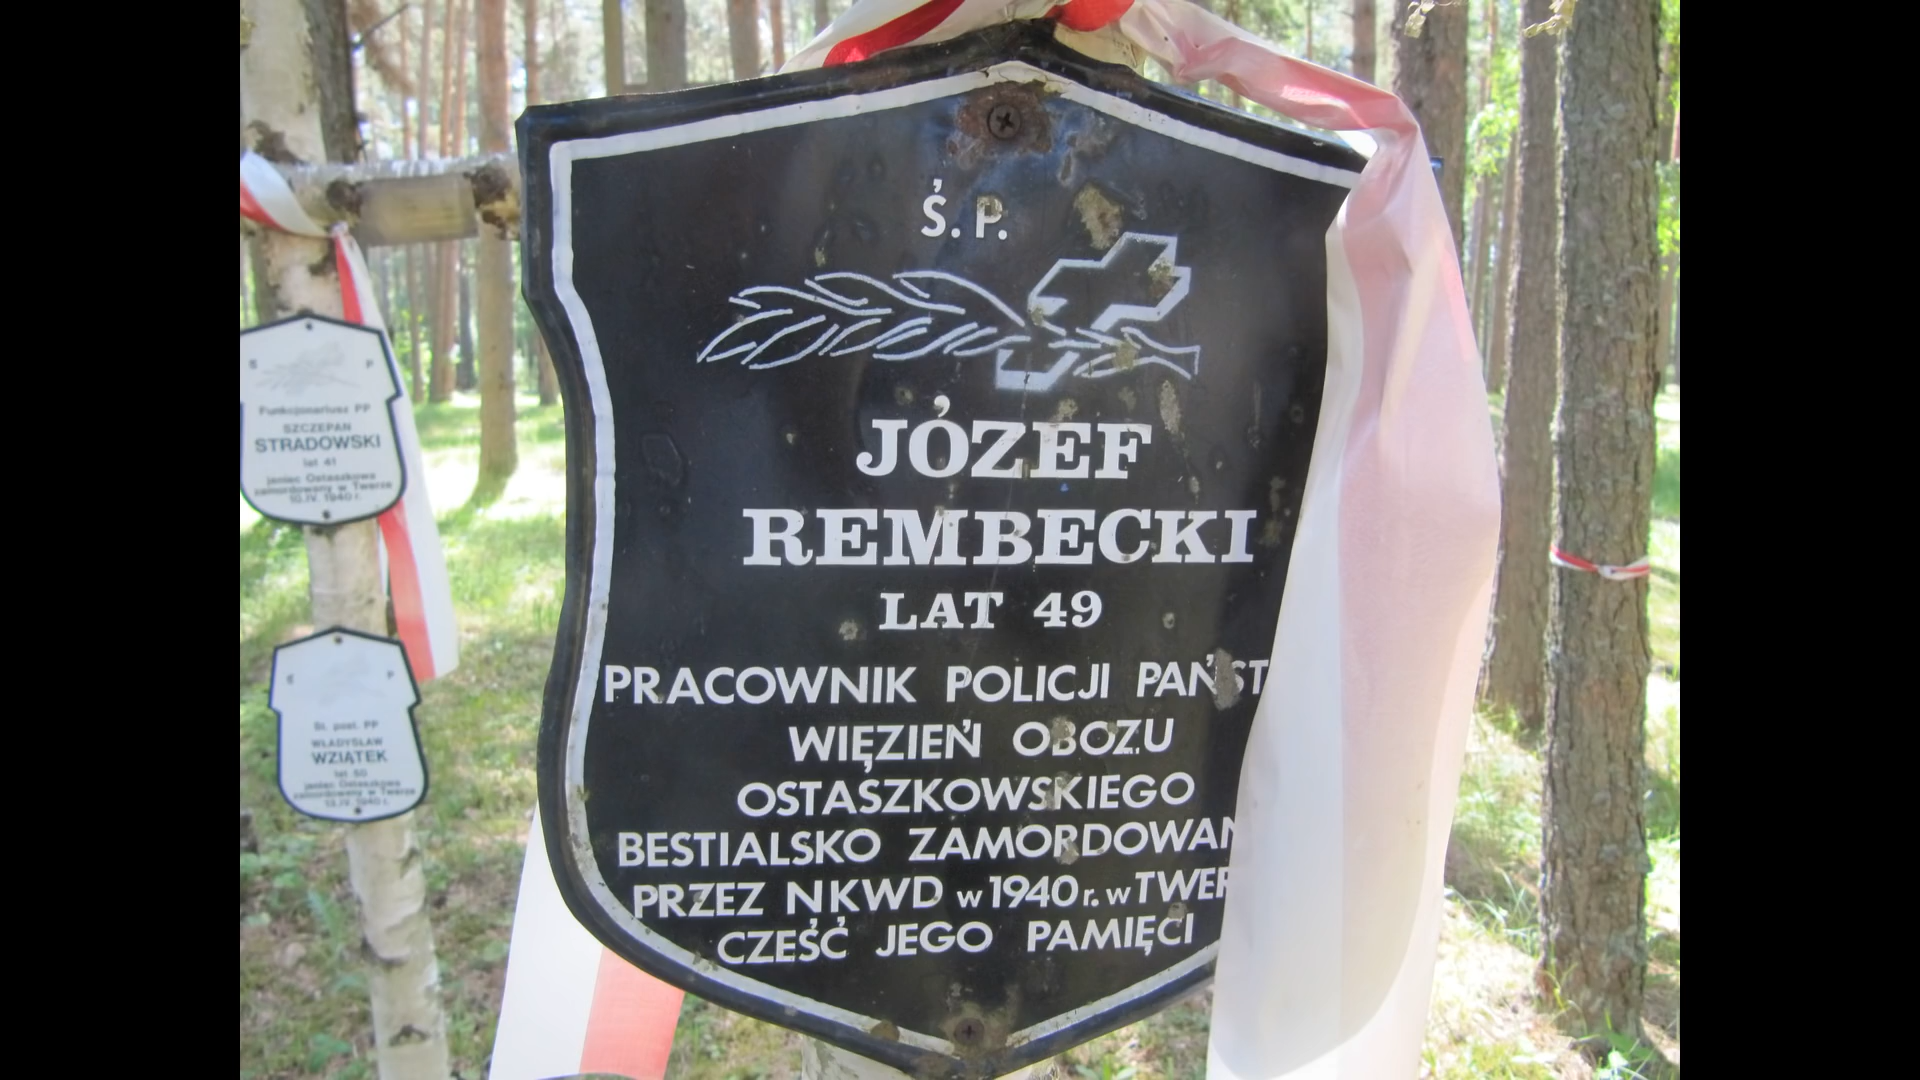 Ś. P.
JÓZEF
REMBECKI
LAT 49
PRACOWNIK POLICJI PAŃST
WIĘZIEŃ OBOZU
OSTASZKOWSKIEGO
BESTIALSKO ZAMORDOWAN
PRZEZ NKWD w 1940 r. w TWER
CZEŚĆ JEGO PAMIĘCI
S P
Funkcjonariusz PP
SZCZEPAN
STRADOWSKI
lat 41
jeniec Ostaszkowa
zamordowany w Twerze
10.IV.1940 r.
P
St. post. PP
WŁADYSŁAW
WZIĄTEK
lat 50
jeniec Ostaszkowa
zamordowany w Twerze
13.IV.1940 r.